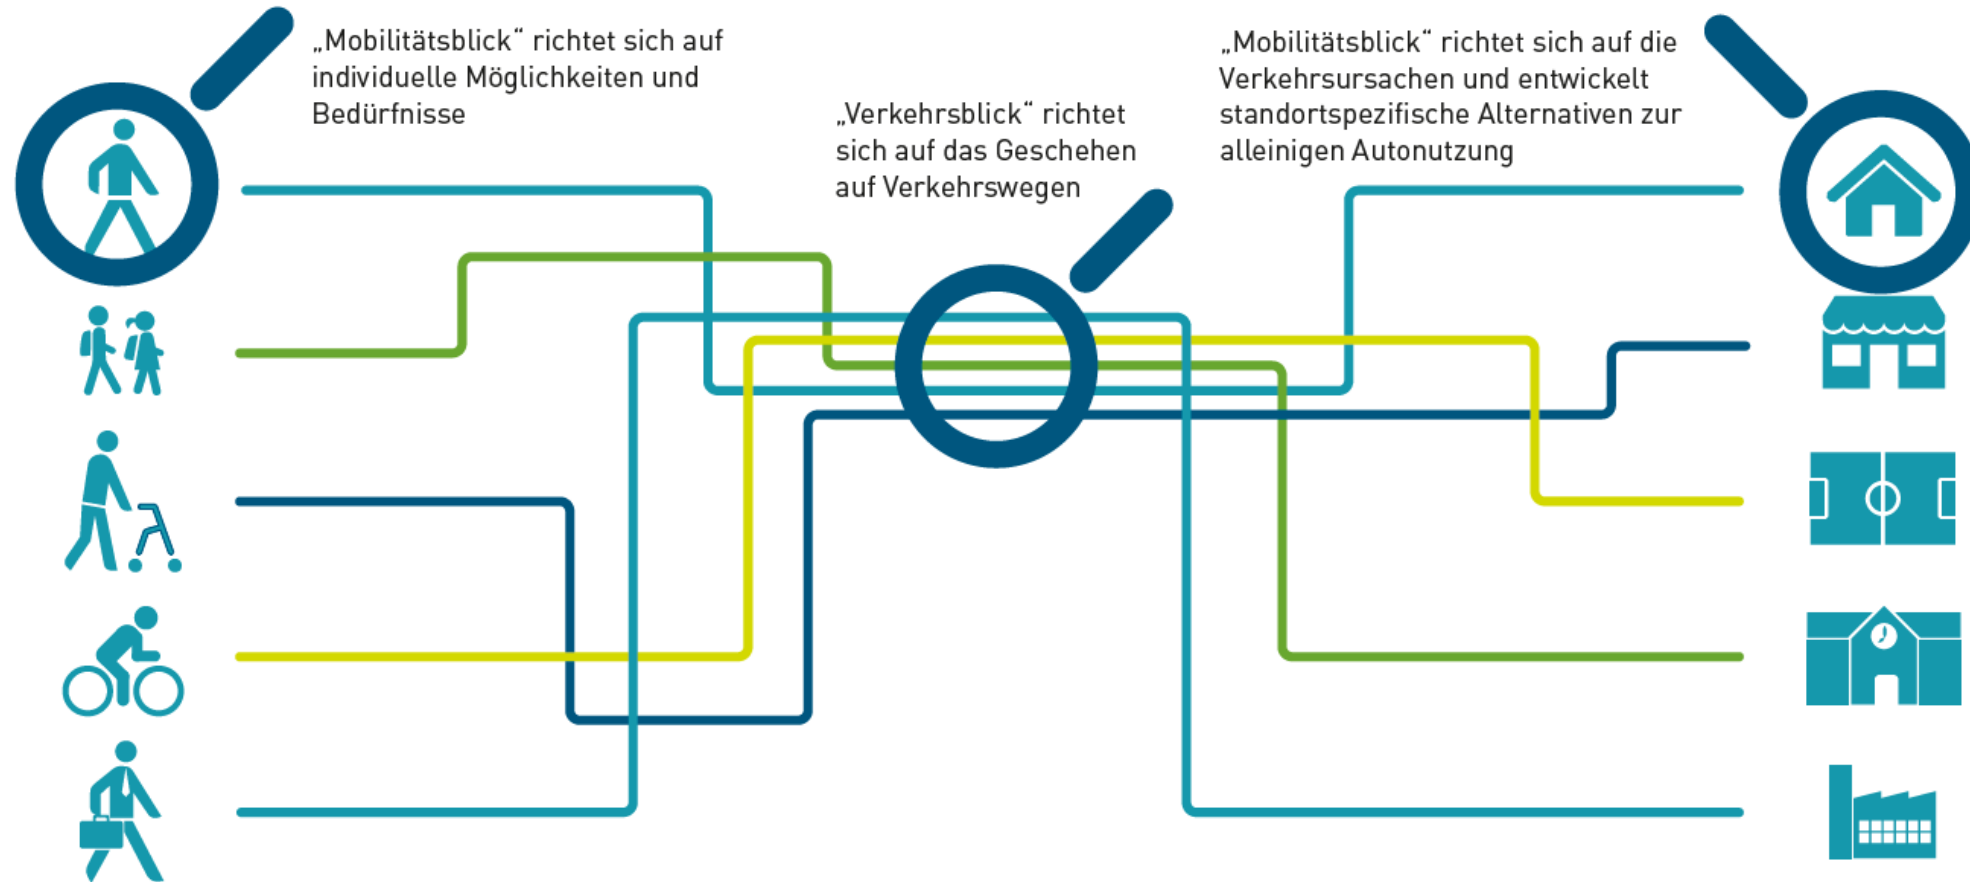 „Mobilitätsblick“ richtet sich auf
individuelle Möglichkeiten und
Bedürfnisse
„Verkehrsblick“ richtet
sich auf das Geschehen
auf Verkehrswegen
„Mobilitätsblick“ richtet sich auf die
Verkehrsursachen und entwickelt
standortspezifische Alternativen zur
alleinigen Autonutzung